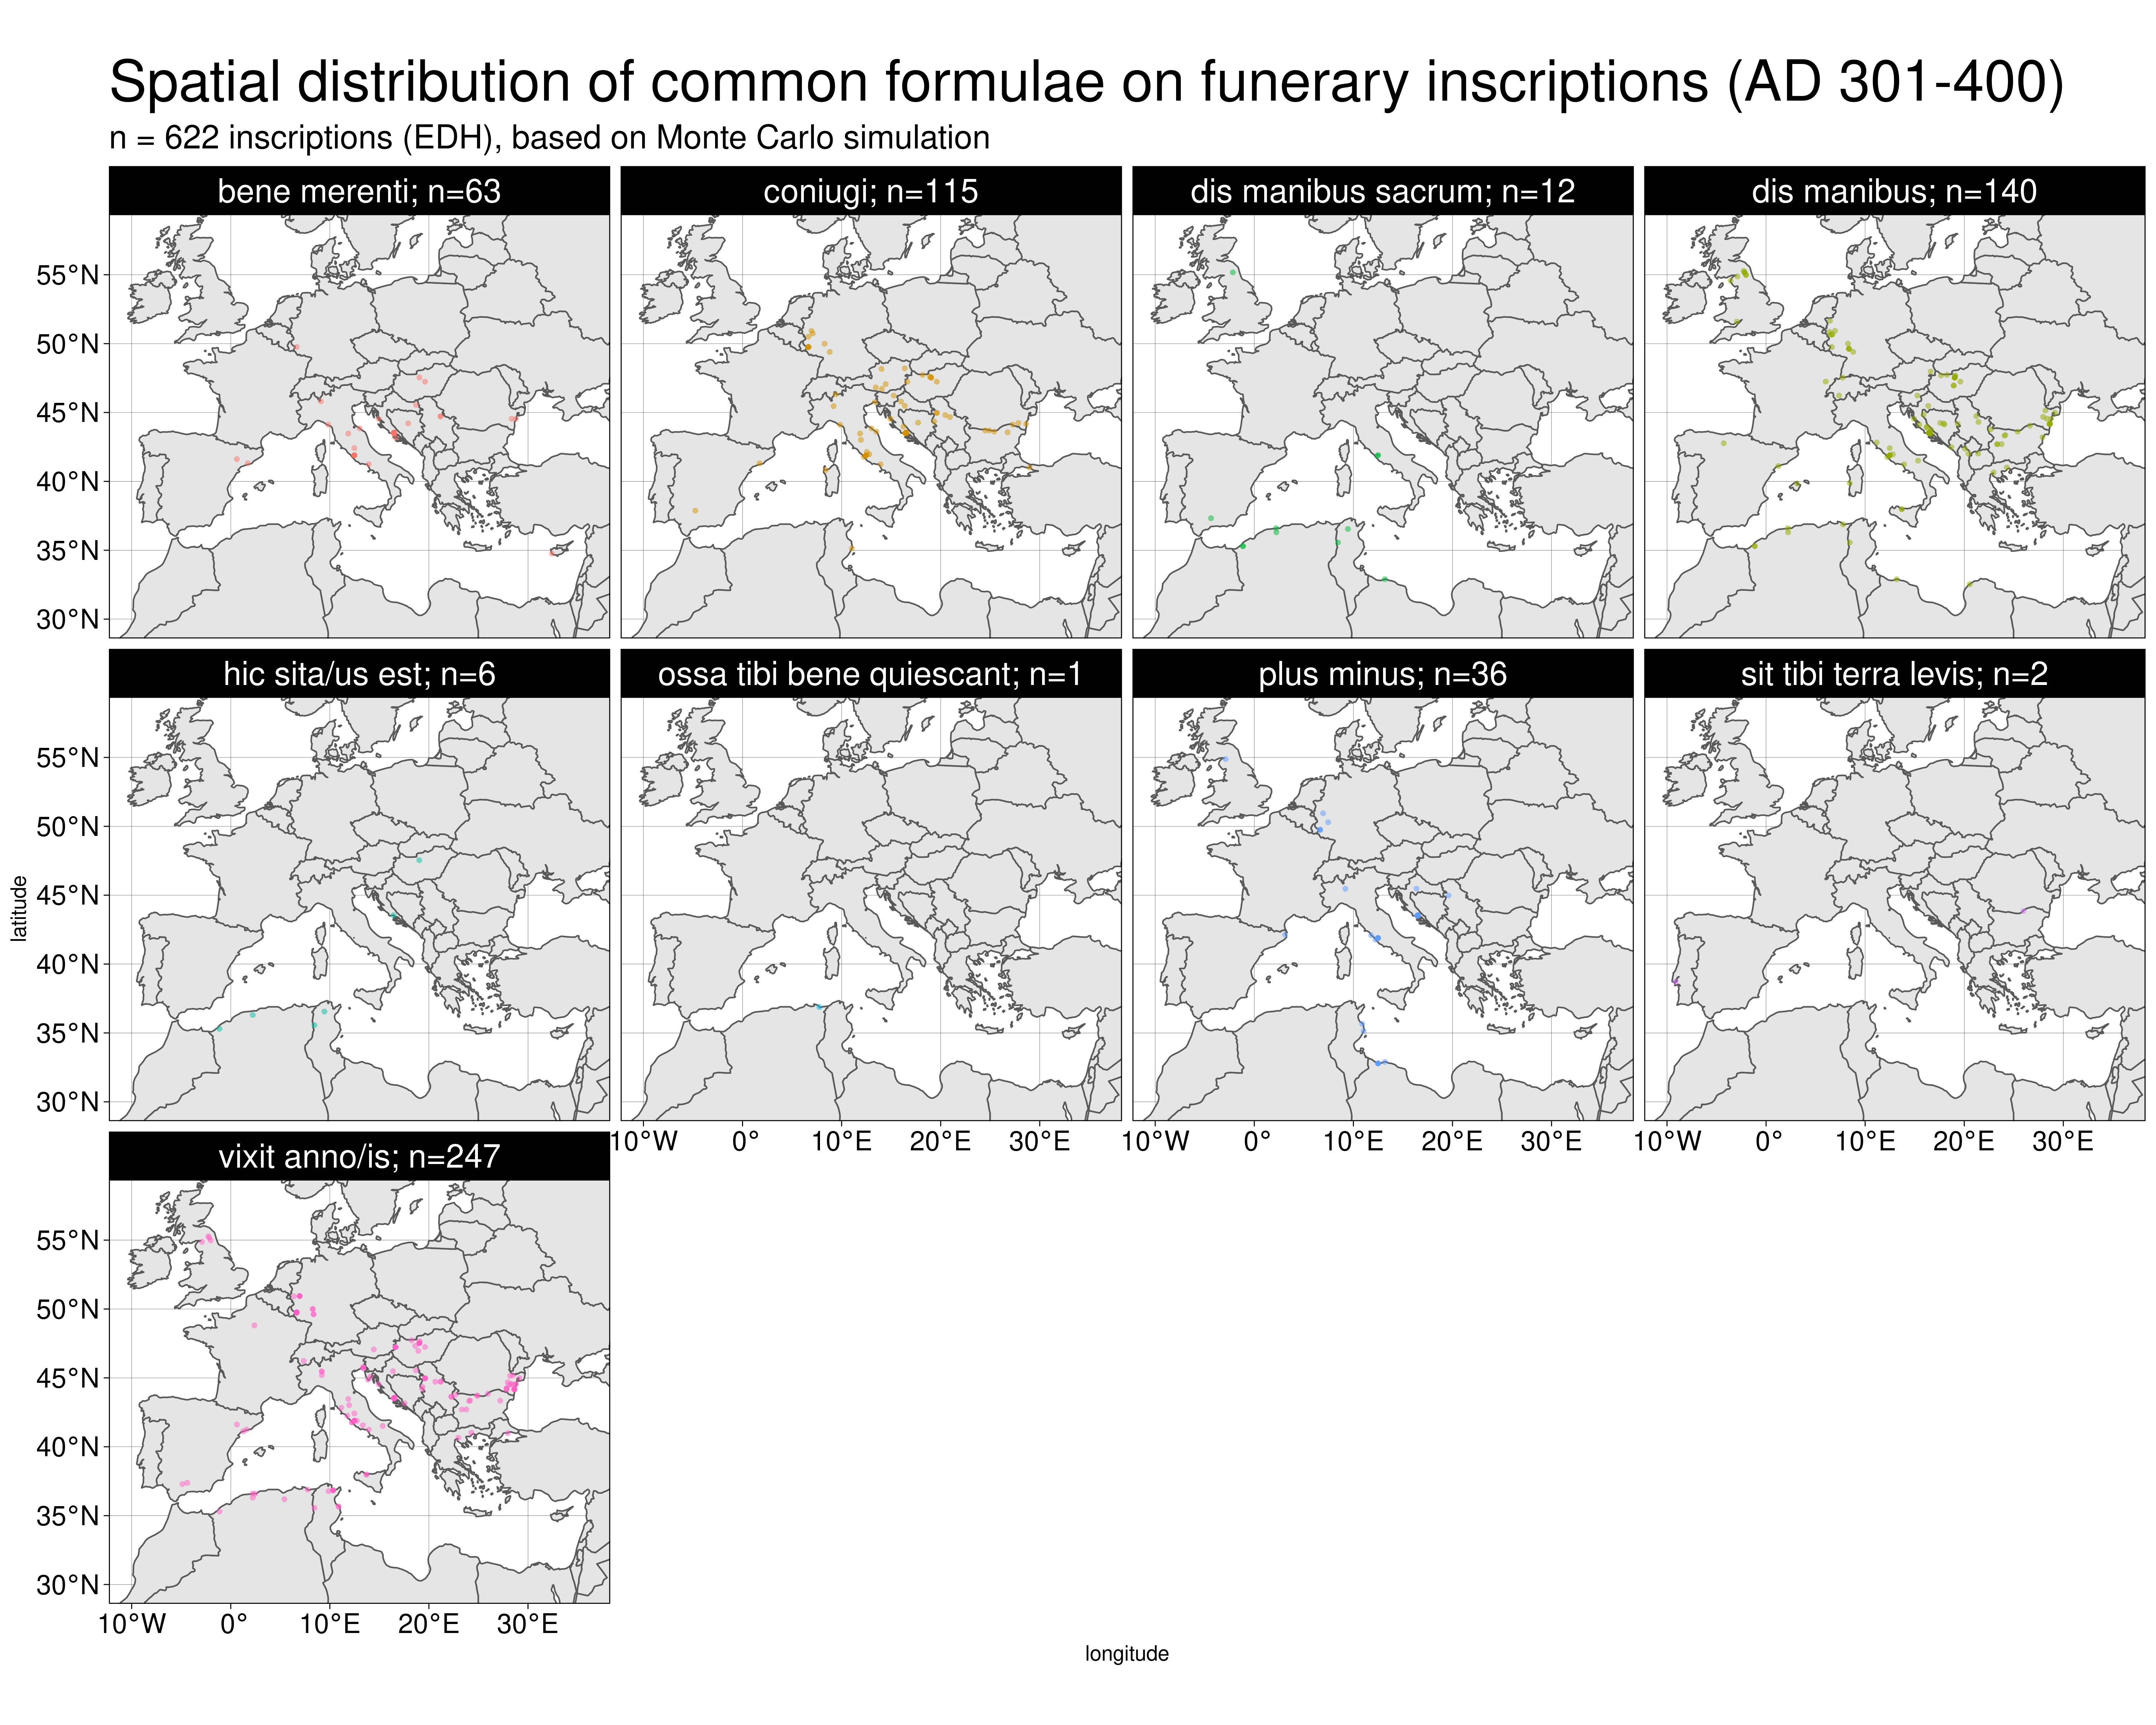 Spatial distribution of common formulae on funerary inscriptions (AD 301-400)
n = 622 inscriptions (EDH), based on Monte Carlo simulation
bene merenti; n=63
coniugi; n=115
dis manibus sacrum; n=12
dis manibus; n=140
55°N
50°N
45°N
40°N
35°N
30°N
hic sita/us est; n=6
ossa tibi bene quiescant; n=1
plus minus; n=36
sit tibi terra levis; n=2
55°N
50°N
45°N
40°N
35°N
30°N
latitude
10°W 0° 10°E 20°E 30°E
10°W 0° 10°E 20°E 30°E
10°W 0° 10°E 20°E 30°E
vixit anno/is; n=247
55°N
50°N
45°N
40°N
35°N
30°N
10°W 0° 10°E 20°E 30°E
longitude